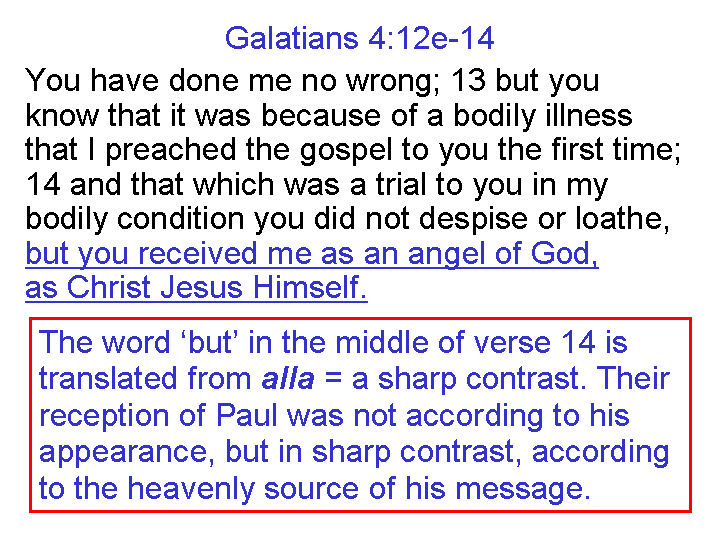 Galatians 4:12e-14
You have done me no wrong; 13 but you
know that it was because of a bodily illness
that I preached the gospel to you the first time;
14 and that which was a trial to you in my
bodily condition you did not despise or loathe,
but you received me as an angel of God,
as Christ Jesus Himself.
The word ‘but’ in the middle of verse 14 is
translated from alla = a sharp contrast. Their
reception of Paul was not according to his
appearance, but in sharp contrast, according
to the heavenly source of his message.